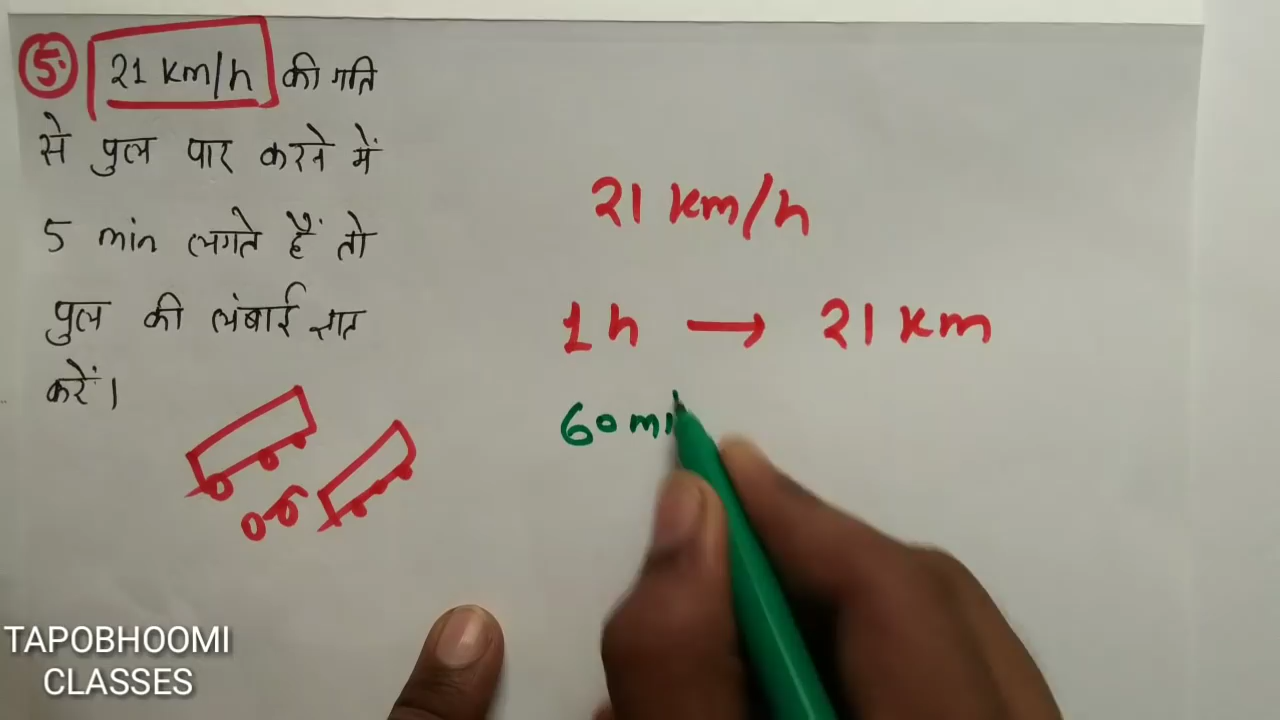 5. 21 km/h की गति
से पुल पार करने में
5 min लगते हैं तो
पुल की लंबाई ज्ञात
करें।
21 km/h
1 h → 21 km
60 mi
TAPOBHOOMI
CLASSES